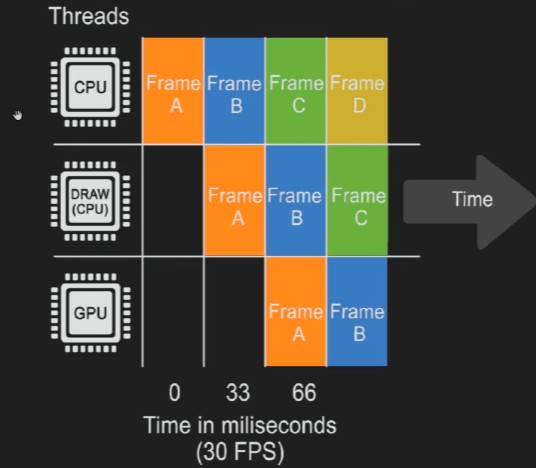 Threads
CPU
Frame A
Frame B
Frame C
Frame D
DRAW
(CPU)
Frame A
Frame B
Frame C
Time
GPU
Frame A
Frame B
0 33 66
Time in miliseconds
(30 FPS)